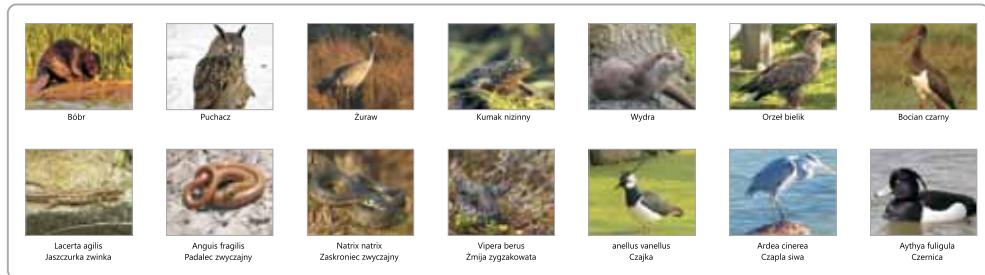 Bóbr
Puchacz
Żuraw
Kumak nizinny
Wydra
Orzeł bielik
Bocian czarny
Lacerta agilis
Jaszczurka zwinka
Anguis fragilis
Padalec zwyczajny
Natrix natrix
Zaskroniec zwyczajny
Vipera berus
Żmija zygzakowata
anellus vanellus
Czajka
Ardea cinerea
Czapla siwa
Aythya fuligula
Czernica